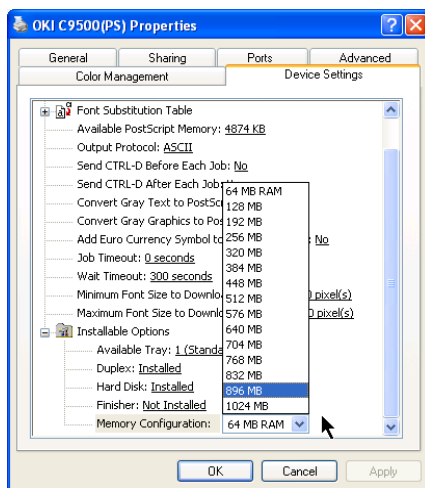 OKI C9500(PS) Properties
General Sharing Ports Advanced
Color Management Device Settings
Font Substitution Table
Available PostScript Memory: 4874 KB
Output Protocol: ASCII
Send CTRL-D Before Each Job: No
Send CTRL-D After Each Job:
Convert Gray Text to PostSc
Convert Gray Graphics to Pos
Add Euro Currency Symbol to : No
Job Timeout: 0 seconds
Wait Timeout: 300 seconds
Minimum Font Size to Downlo pixel(s)
Maximum Font Size to Downlo pixel(s)
Installable Options
Available Tray: 1 (Standa
Duplex: Installed
Hard Disk: Installed
Finisher: Not Installed
Memory Configuration: 64 MB RAM
64 MB RAM
128 MB
192 MB
256 MB
320 MB
384 MB
448 MB
512 MB
576 MB
640 MB
704 MB
768 MB
832 MB
896 MB
1024 MB
OK Cancel Apply